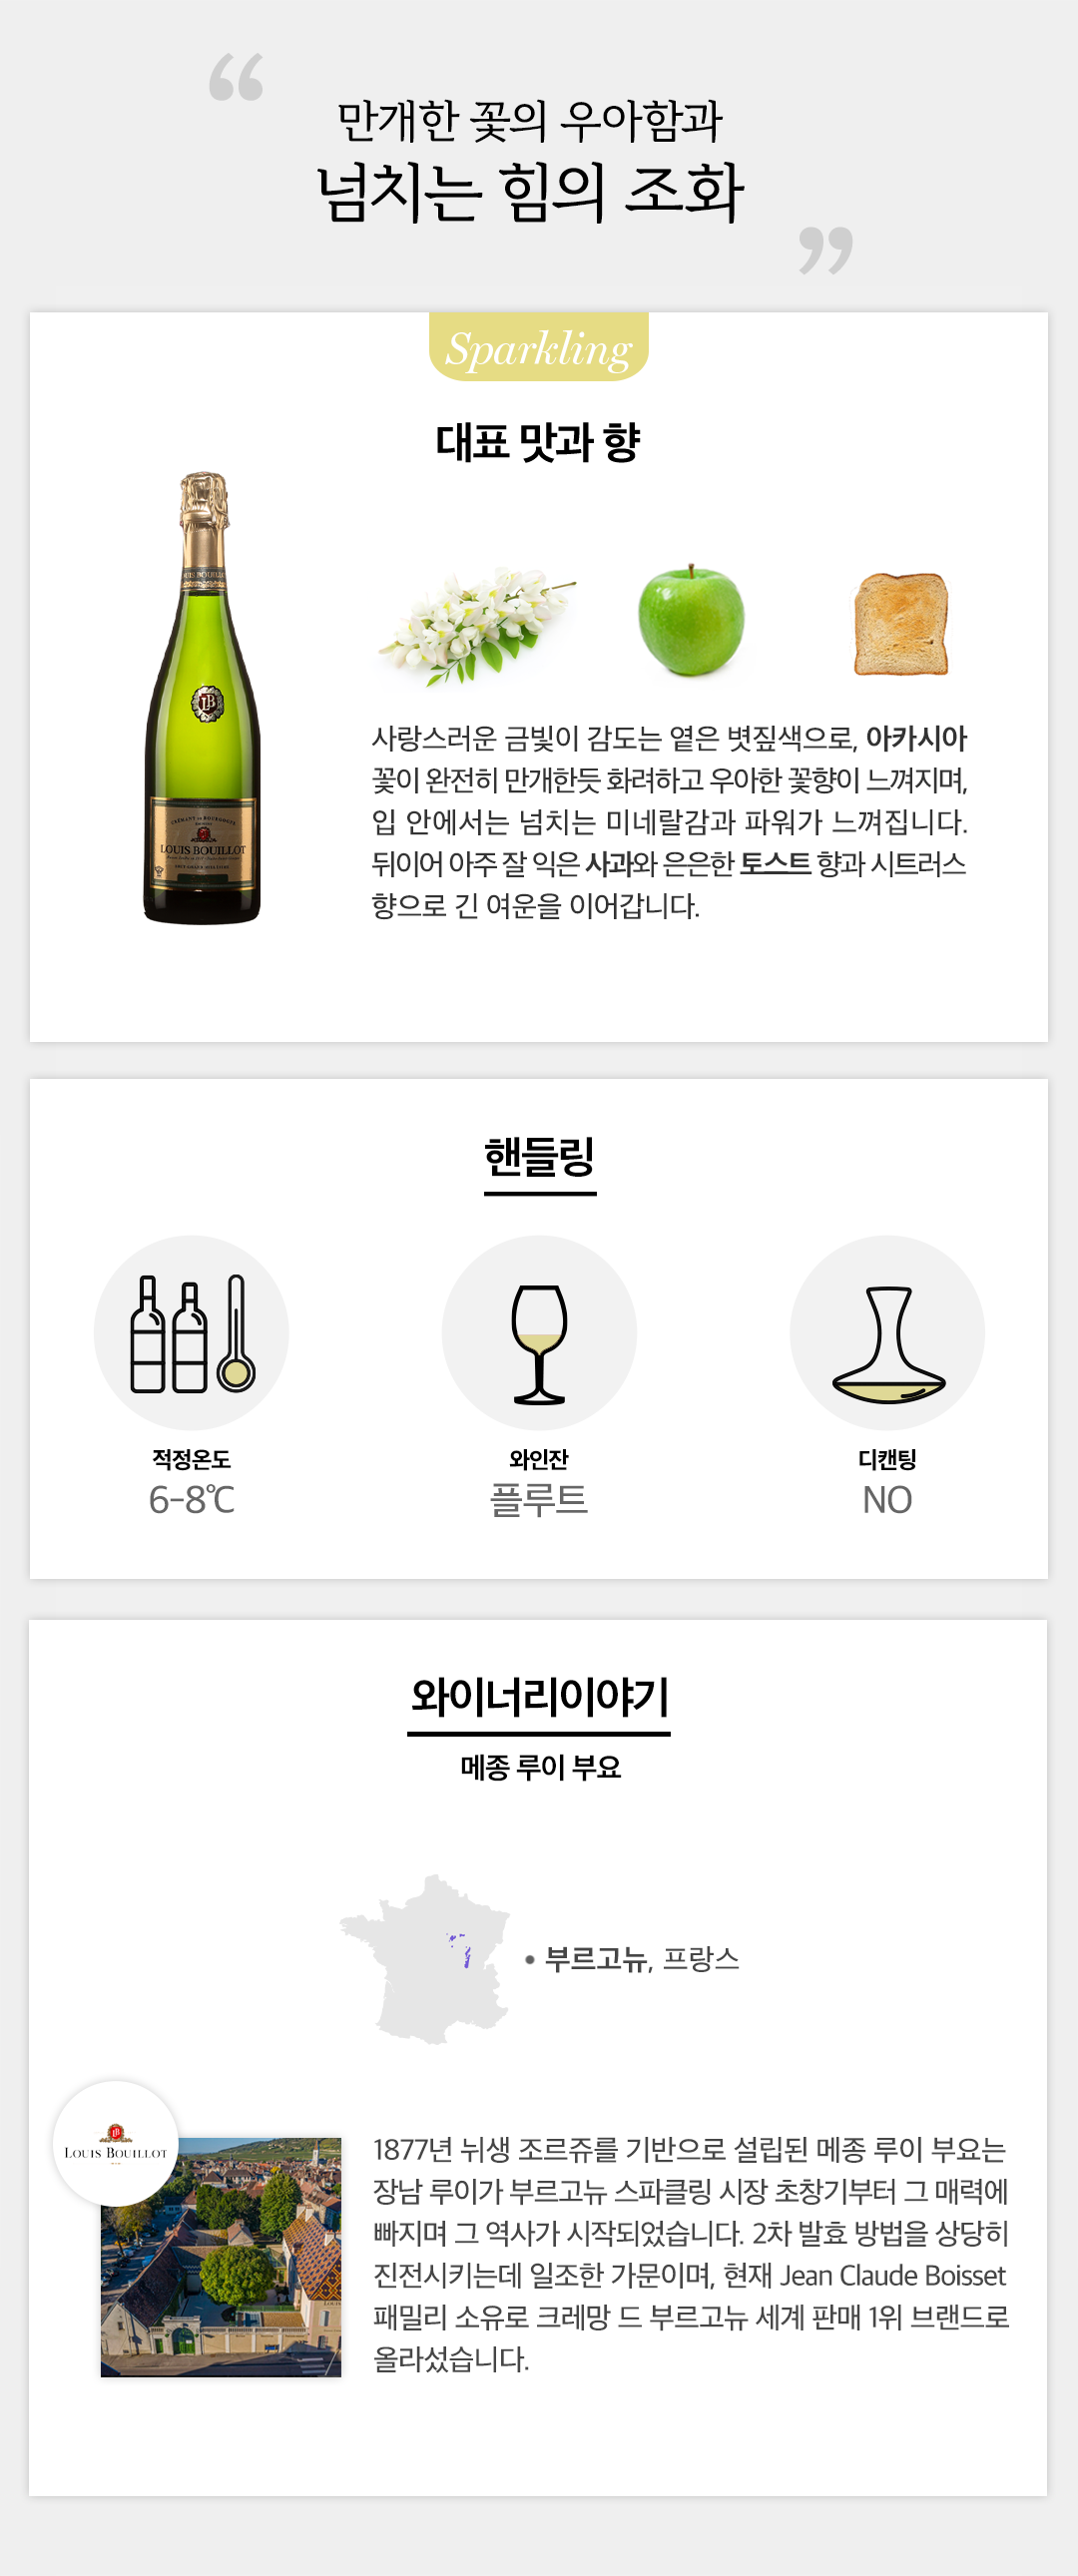 “
만개한 꽃의 우아함과
넘치는 힘의 조화
”
Sparkling
대표 맛과 향
LOUIS BOUILLOT
LB
CRÉMANT DE BOURGOGNE
LOUIS BOUILLOT
사랑스러운 금빛이 감도는 옅은 볏짚색으로, 아카시아
꽃이 완전히 만개한듯 화려하고 우아한 꽃향이 느껴지며,
입 안에서는 넘치는 미네랄감과 파워가 느껴집니다.
뒤이어 아주 잘 익은 사과와 은은한 토스트 향과 시트러스
향으로 긴 여운을 이어갑니다.
핸들링
적정온도
6-8℃
와인잔
플루트
디캔팅
NO
와이너리이야기
메종 루이 부요
• 부르고뉴, 프랑스
LB
LOUIS BOUILLOT
1877년 뉘생 조르쥬를 기반으로 설립된 메종 루이 부요는
장남 루이가 부르고뉴 스파클링 시장 초창기부터 그 매력에
빠지며 그 역사가 시작되었습니다. 2차 발효 방법을 상당히
진전시키는데 일조한 가문이며, 현재 Jean Claude Boisset
패밀리 소유로 크레망 드 부르고뉴 세계 판매 1위 브랜드로
올라섰습니다.